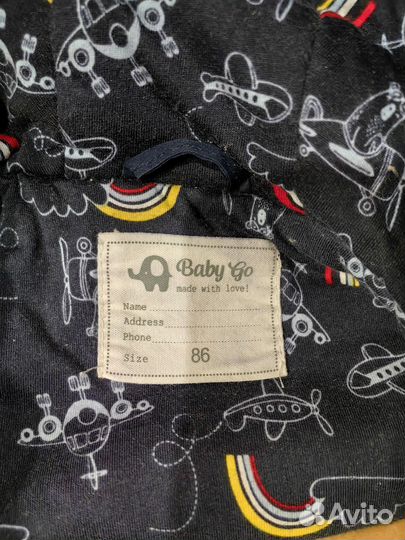 Baby Go
made with love!
Name
Address
Phone
Size 86
Avito